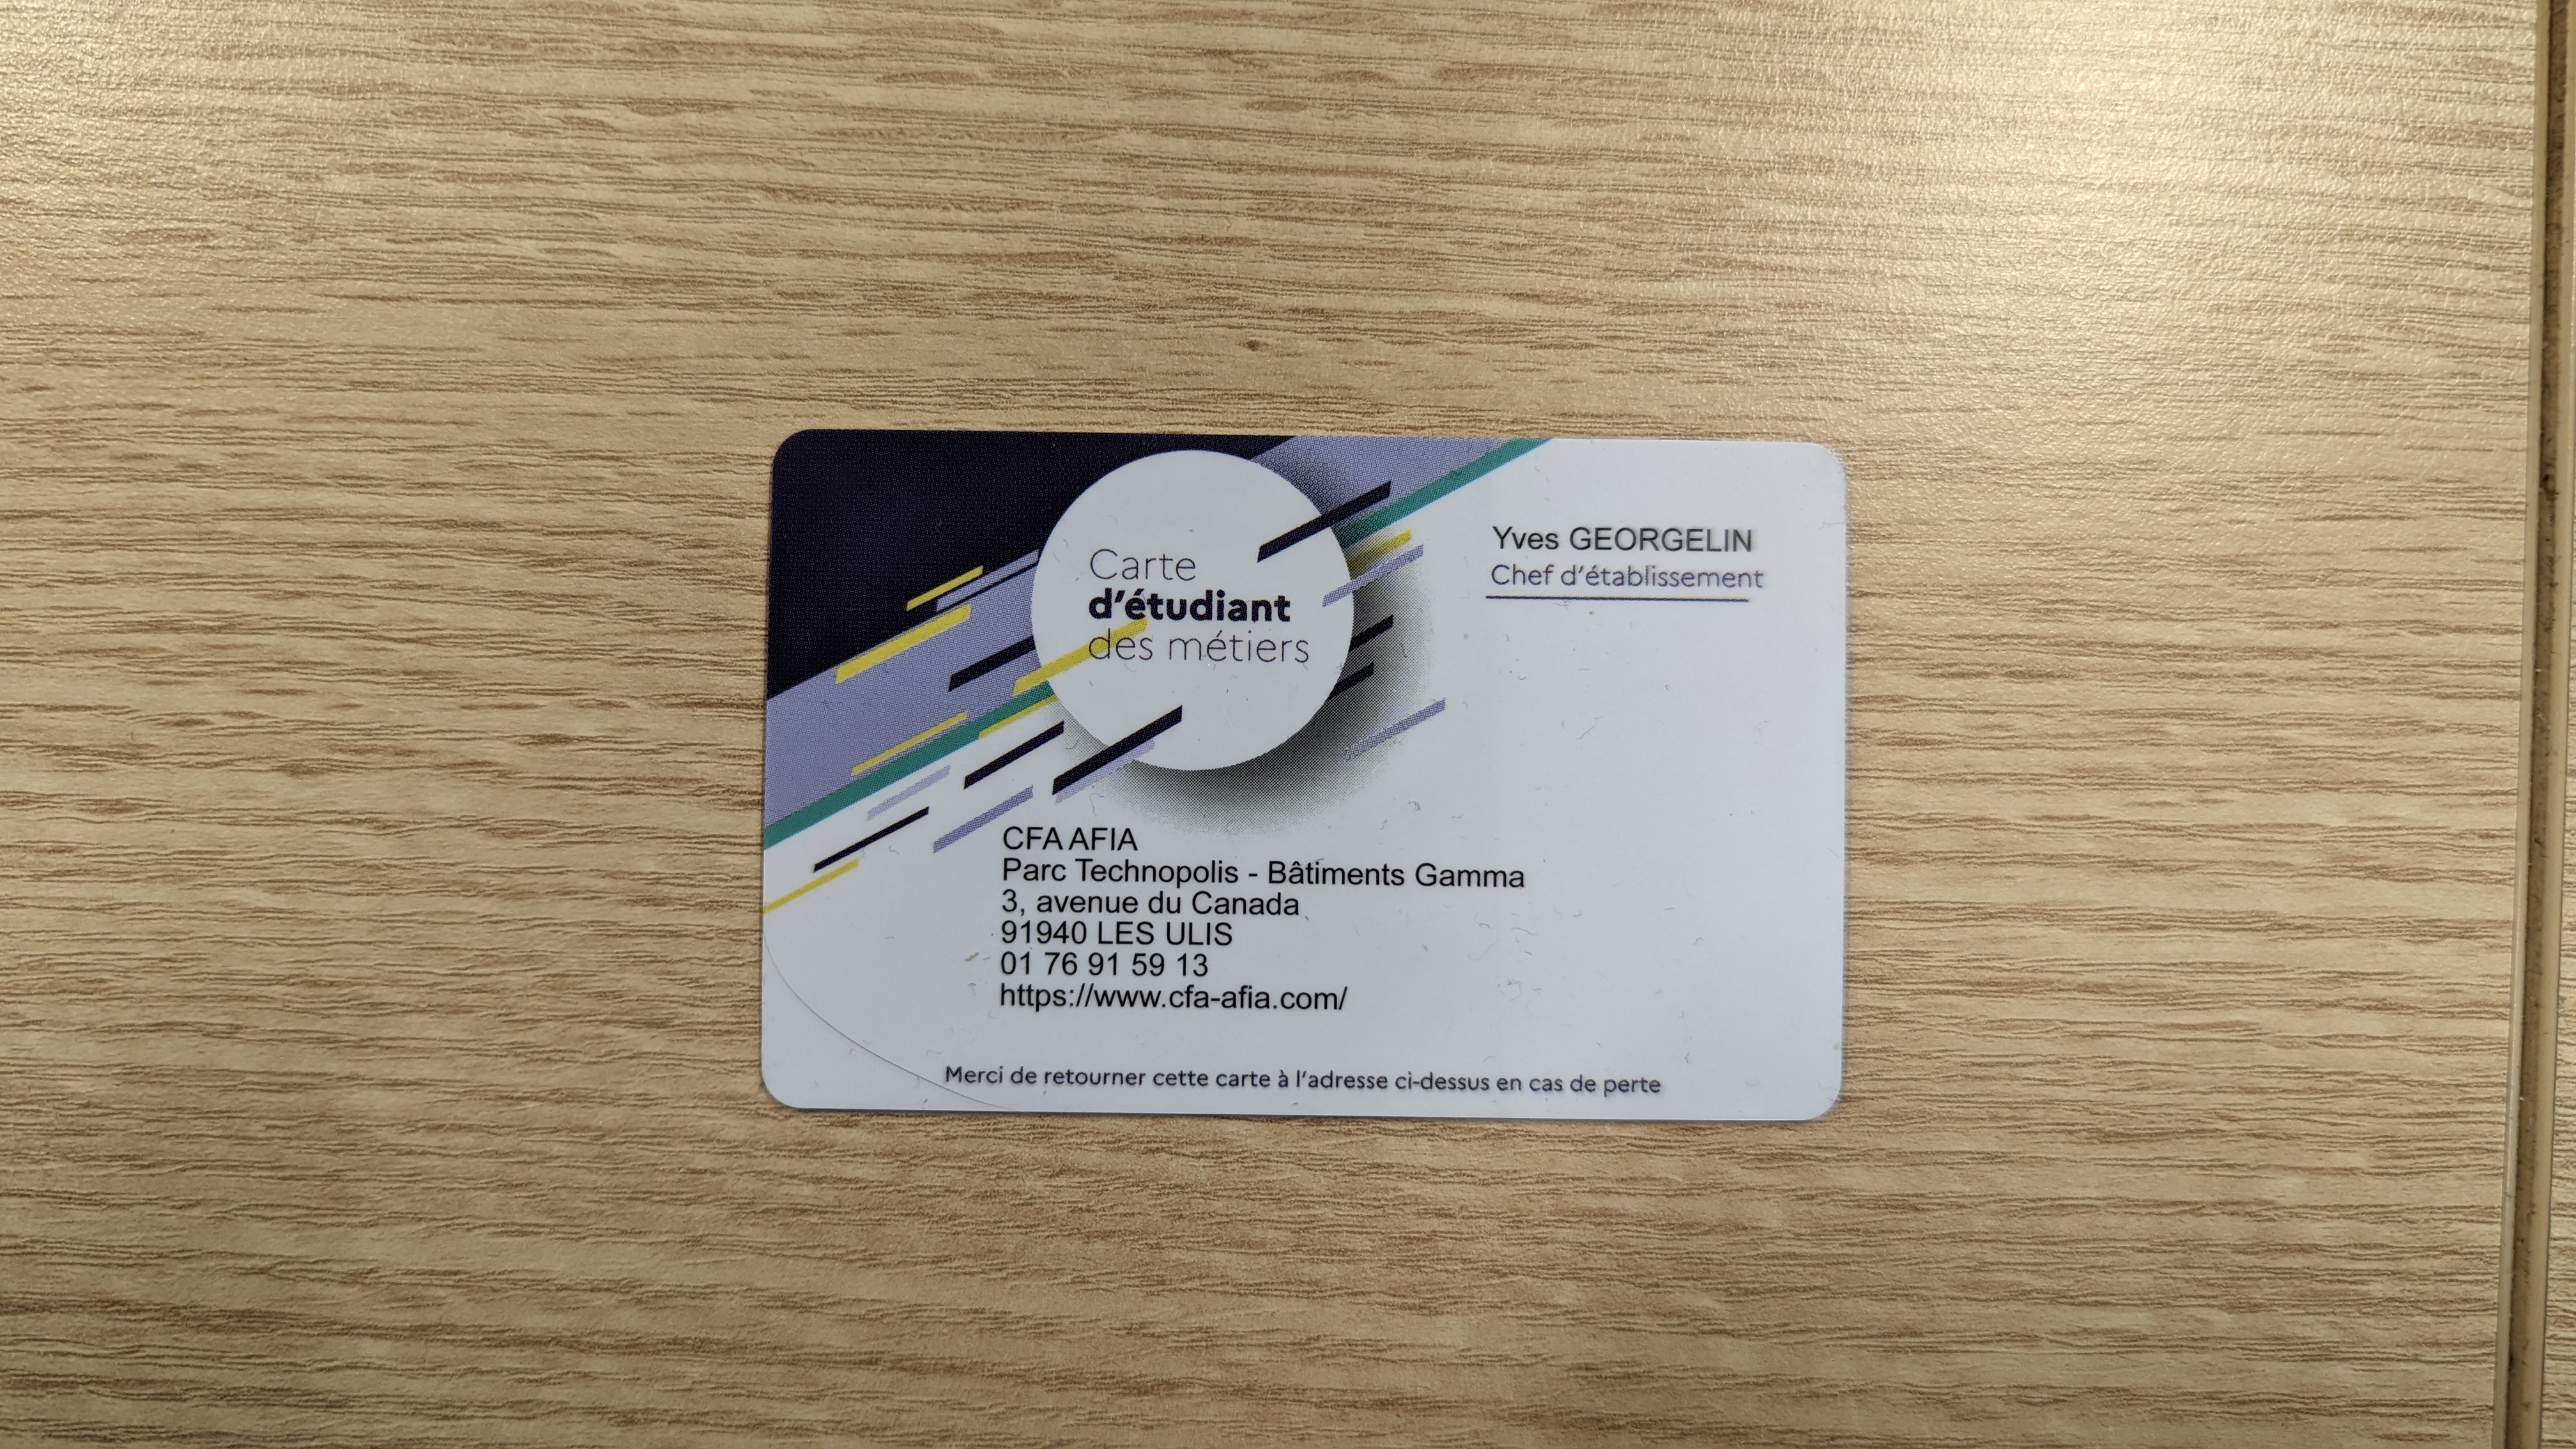 Carte
d'étudiant
des métiers
Yves GEORGELIN
Chef d'établissement
CFA AFIA
Parc Technopolis - Bâtiments Gamma
3, avenue du Canada
91940 LES ULIS
01 76 91 59 13
https://www.cfa-afia.com/
Merci de retourner cette carte à l'adresse ci-dessus en cas de perte